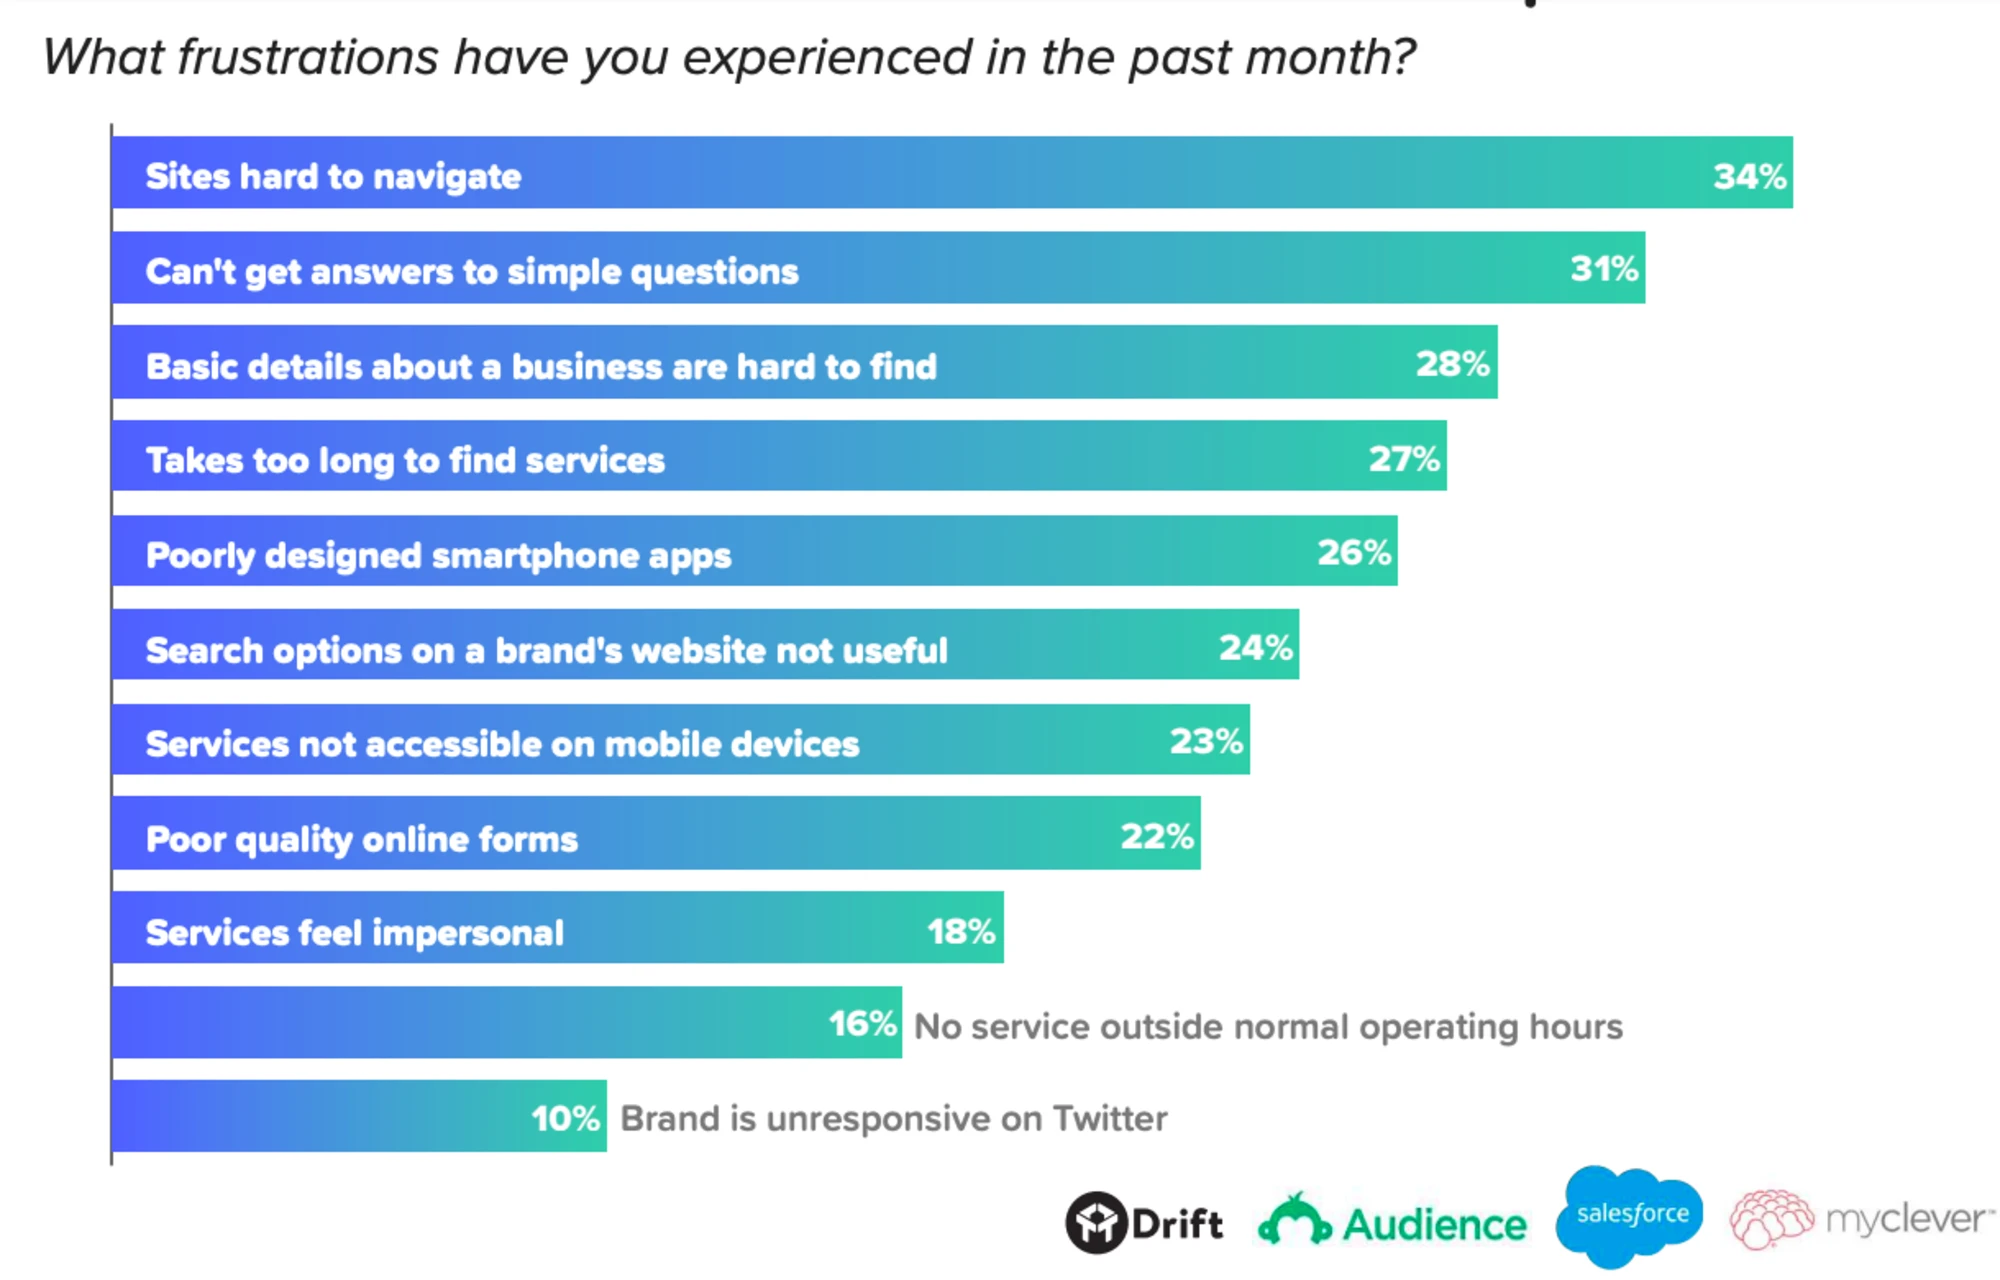 What frustrations have you experienced in the past month?
Sites hard to navigate 34%
Can't get answers to simple questions 31%
Basic details about a business are hard to find 28%
Takes too long to find services 27%
Poorly designed smartphone apps 26%
Search options on a brand's website not useful 24%
Services not accessible on mobile devices 23%
Poor quality online forms 22%
Services feel impersonal 18%
16% No service outside normal operating hours
10% Brand is unresponsive on Twitter
Drift Audience salesforce myclever™